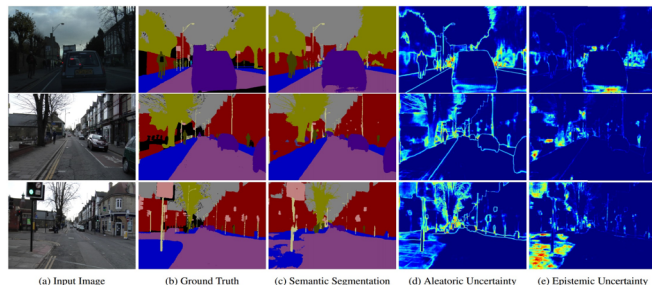 (a) Input Image
(b) Ground Truth
(c) Semantic Segmentation
(d) Aleatoric Uncertainty
(e) Epistemic Uncertainty